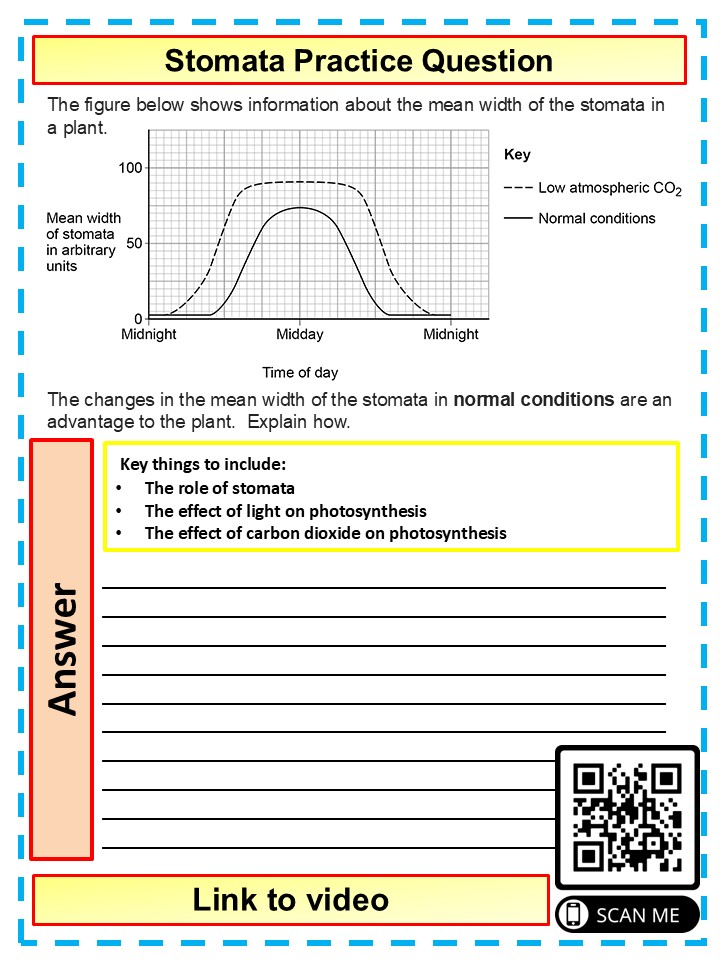 Stomata Practice Question
The figure below shows information about the mean width of the stomata in
a plant.
Key
100
Low atmospheric CO₂
Mean width
of stomata
in arbitrary
units
Normal conditions
50
0
Midnight
Midday
Midnight
Time of day
The changes in the mean width of the stomata in normal conditions are an
advantage to the plant. Explain how.
Answer
Key things to include:
• The role of stomata
• The effect of light on photosynthesis
• The effect of carbon dioxide on photosynthesis
Link to video
SCAN ME